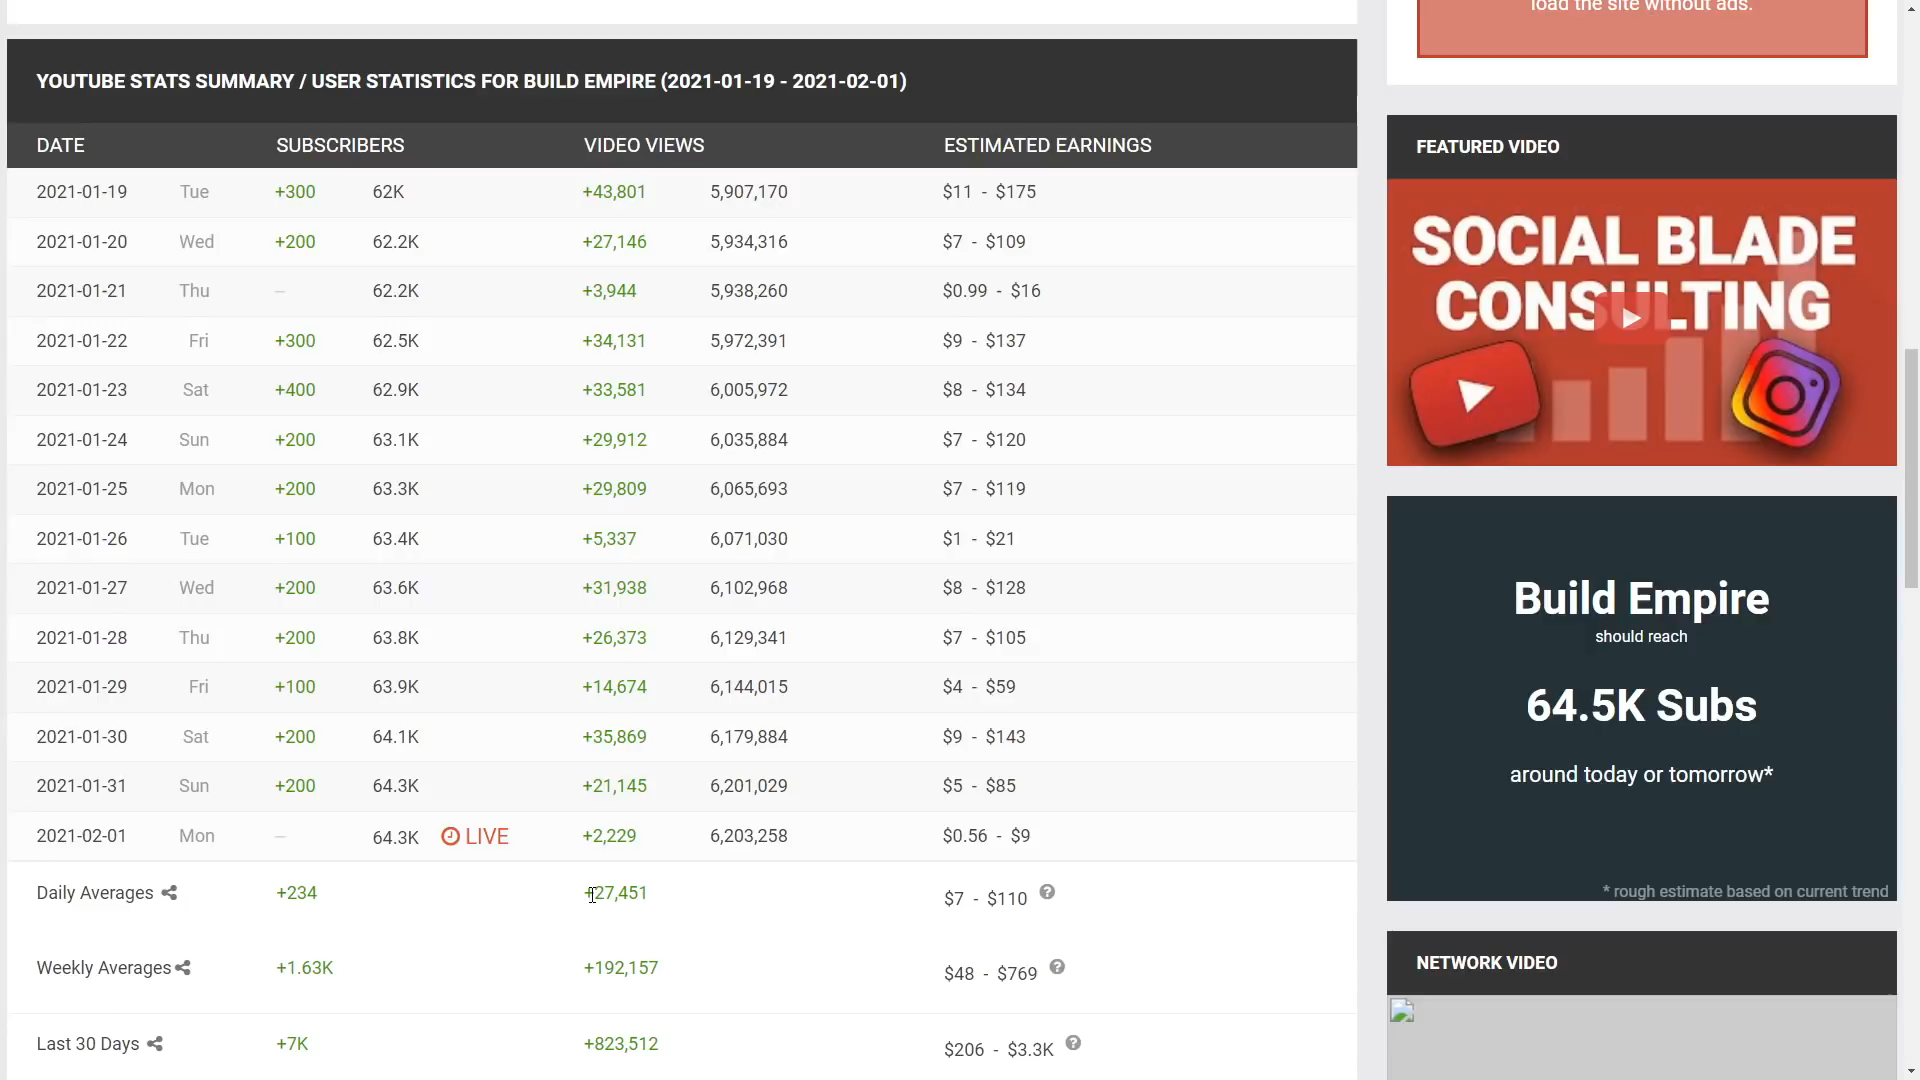 load the site without ads.
YOUTUBE STATS SUMMARY / USER STATISTICS FOR BUILD EMPIRE (2021-01-19 - 2021-02-01)
DATE SUBSCRIBERS VIDEO VIEWS ESTIMATED EARNINGS
2021-01-19 Tue +300 62K +43,801 5,907,170 $11 - $175
2021-01-20 Wed +200 62.2K +27,146 5,934,316 $7 - $109
2021-01-21 Thu – 62.2K +3,944 5,938,260 $0.99 - $16
2021-01-22 Fri +300 62.5K +34,131 5,972,391 $9 - $137
2021-01-23 Sat +400 62.9K +33,581 6,005,972 $8 - $134
2021-01-24 Sun +200 63.1K +29,912 6,035,884 $7 - $120
2021-01-25 Mon +200 63.3K +29,809 6,065,693 $7 - $119
2021-01-26 Tue +100 63.4K +5,337 6,071,030 $1 - $21
2021-01-27 Wed +200 63.6K +31,938 6,102,968 $8 - $128
2021-01-28 Thu +200 63.8K +26,373 6,129,341 $7 - $105
2021-01-29 Fri +100 63.9K +14,674 6,144,015 $4 - $59
2021-01-30 Sat +200 64.1K +35,869 6,179,884 $9 - $143
2021-01-31 Sun +200 64.3K +21,145 6,201,029 $5 - $85
2021-02-01 Mon – 64.3K LIVE +2,229 6,203,258 $0.56 - $9
Daily Averages +234 +27,451 $7 - $110
Weekly Averages +1.63K +192,157 $48 - $769
Last 30 Days +7K +823,512 $206 - $3.3K
FEATURED VIDEO
SOCIAL BLADE
CONSULTING
Build Empire
should reach
64.5K Subs
around today or tomorrow*
* rough estimate based on current trend
NETWORK VIDEO